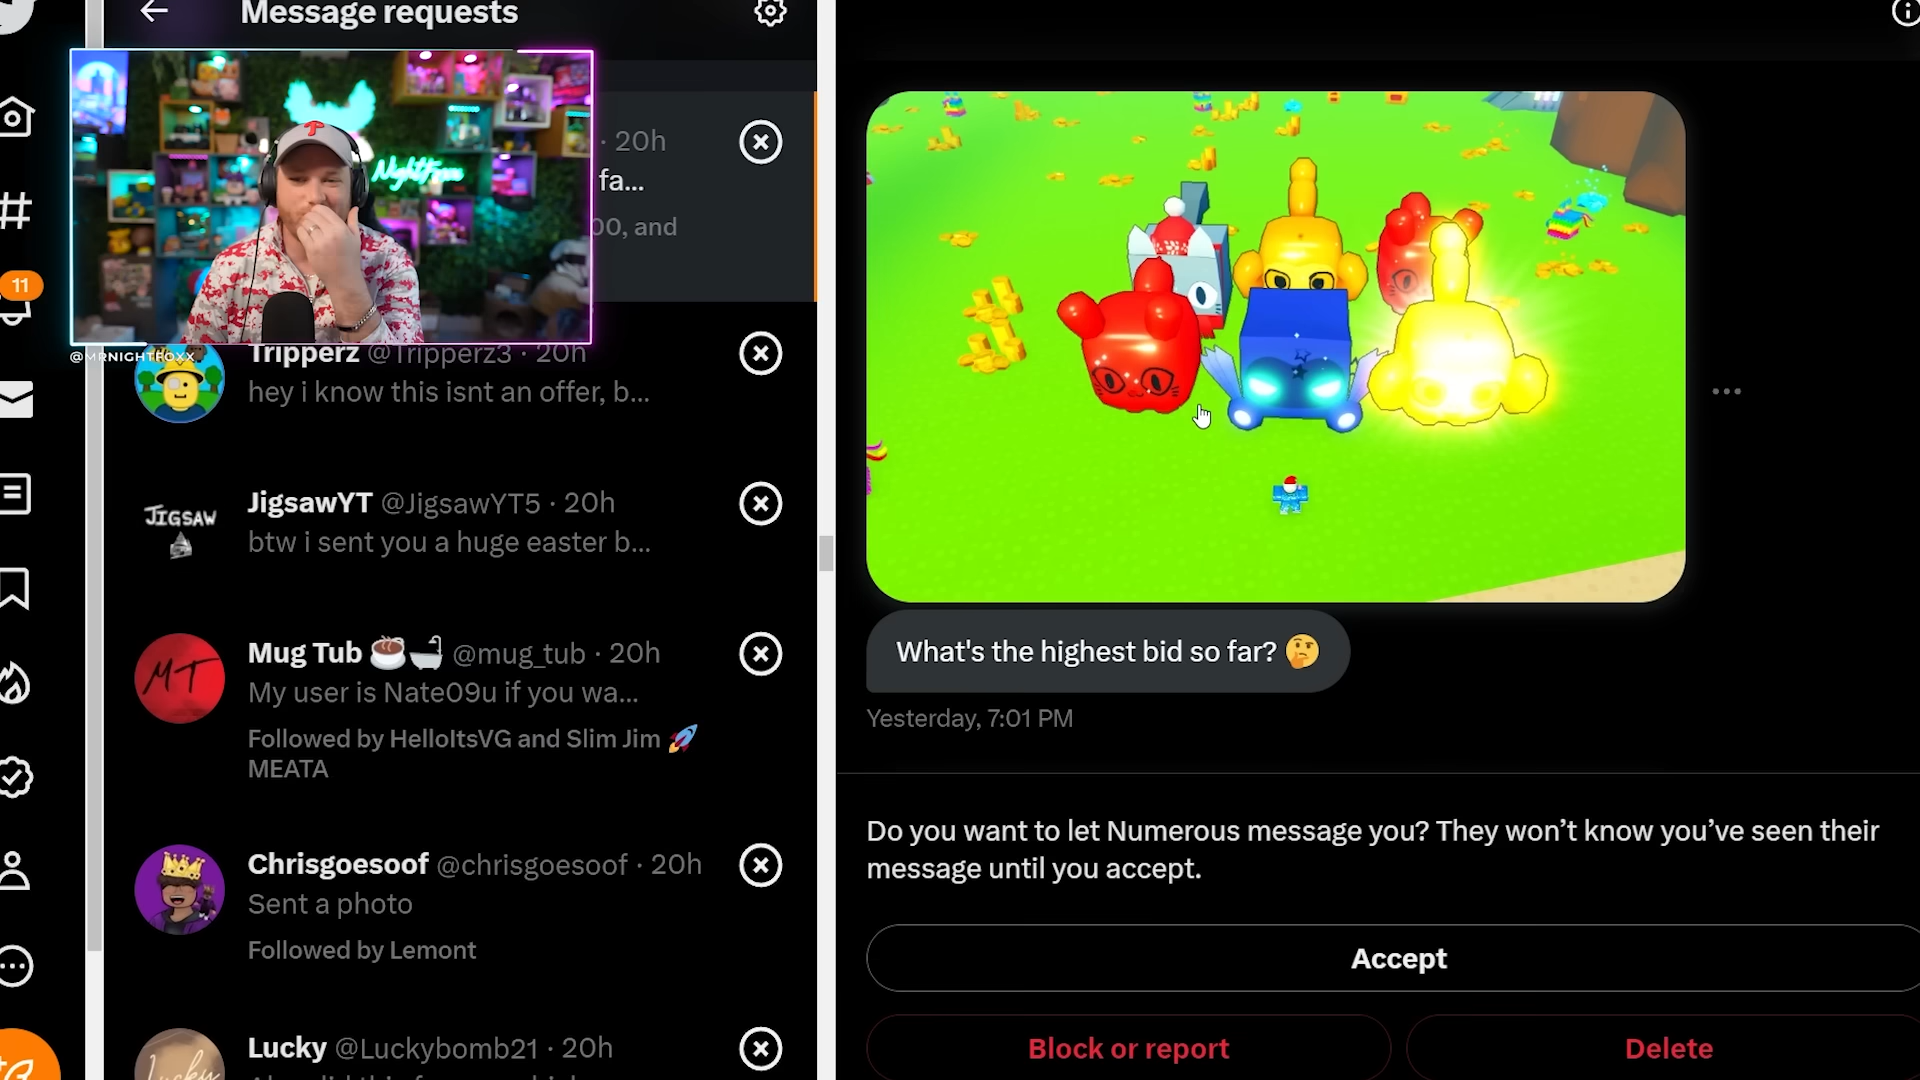 Message requests
· 20h
fa...
00, and
NightFoxx
@MRNIGHTFOXX
11
Tripperz @Tripperz3 · 20h
hey i know this isnt an offer, b...
JIGSAW
JigsawYT @JigsawYT5 · 20h
btw i sent you a huge easter b...
MT
Mug Tub ☕🛁 @mug_tub · 20h
My user is Nate09u if you wa...
Followed by HelloItsVG and Slim Jim 🚀
MEATA
Chrisgoesoof @chrisgoesoof · 20h
Sent a photo
Followed by Lemont
Lucky
Lucky @Luckybomb21 · 20h
What's the highest bid so far? 🤔
Yesterday, 7:01 PM
Do you want to let Numerous message you? They won’t know you’ve seen their
message until you accept.
Accept
Block or report
Delete